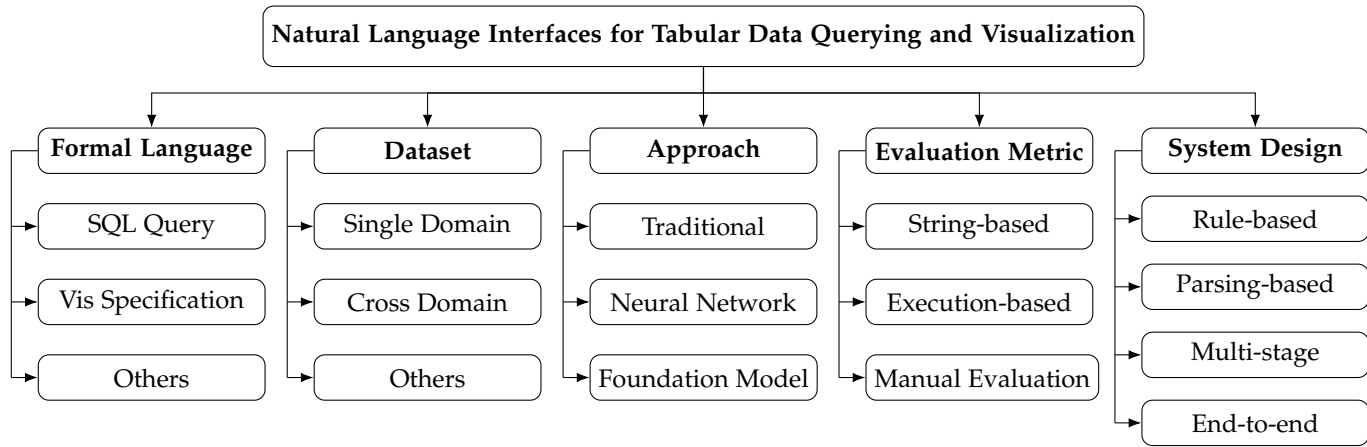 Natural Language Interfaces for Tabular Data Querying and Visualization
Formal Language
SQL Query
Vis Specification
Others
Dataset
Single Domain
Cross Domain
Others
Approach
Traditional
Neural Network
Foundation Model
Evaluation Metric
String-based
Execution-based
Manual Evaluation
System Design
Rule-based
Parsing-based
Multi-stage
End-to-end